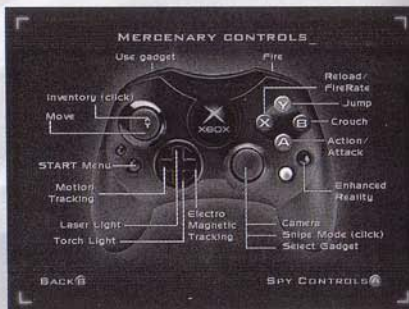 MERCENARY CONTROLS_
Use gadget
Fire
Reload/
FireRate
Inventory (click)
Jump
Y
Move
X
B
Crouch
XBOX
A
Action/
Attack
START Menu
Motion
Tracking
Enhanced
Reality
Laser Light
Electro
Magnetic
Tracking
Camera
Torch Light
Snipe Mode (click)
Select Gadget
BACK B
SPY CONTROLS A